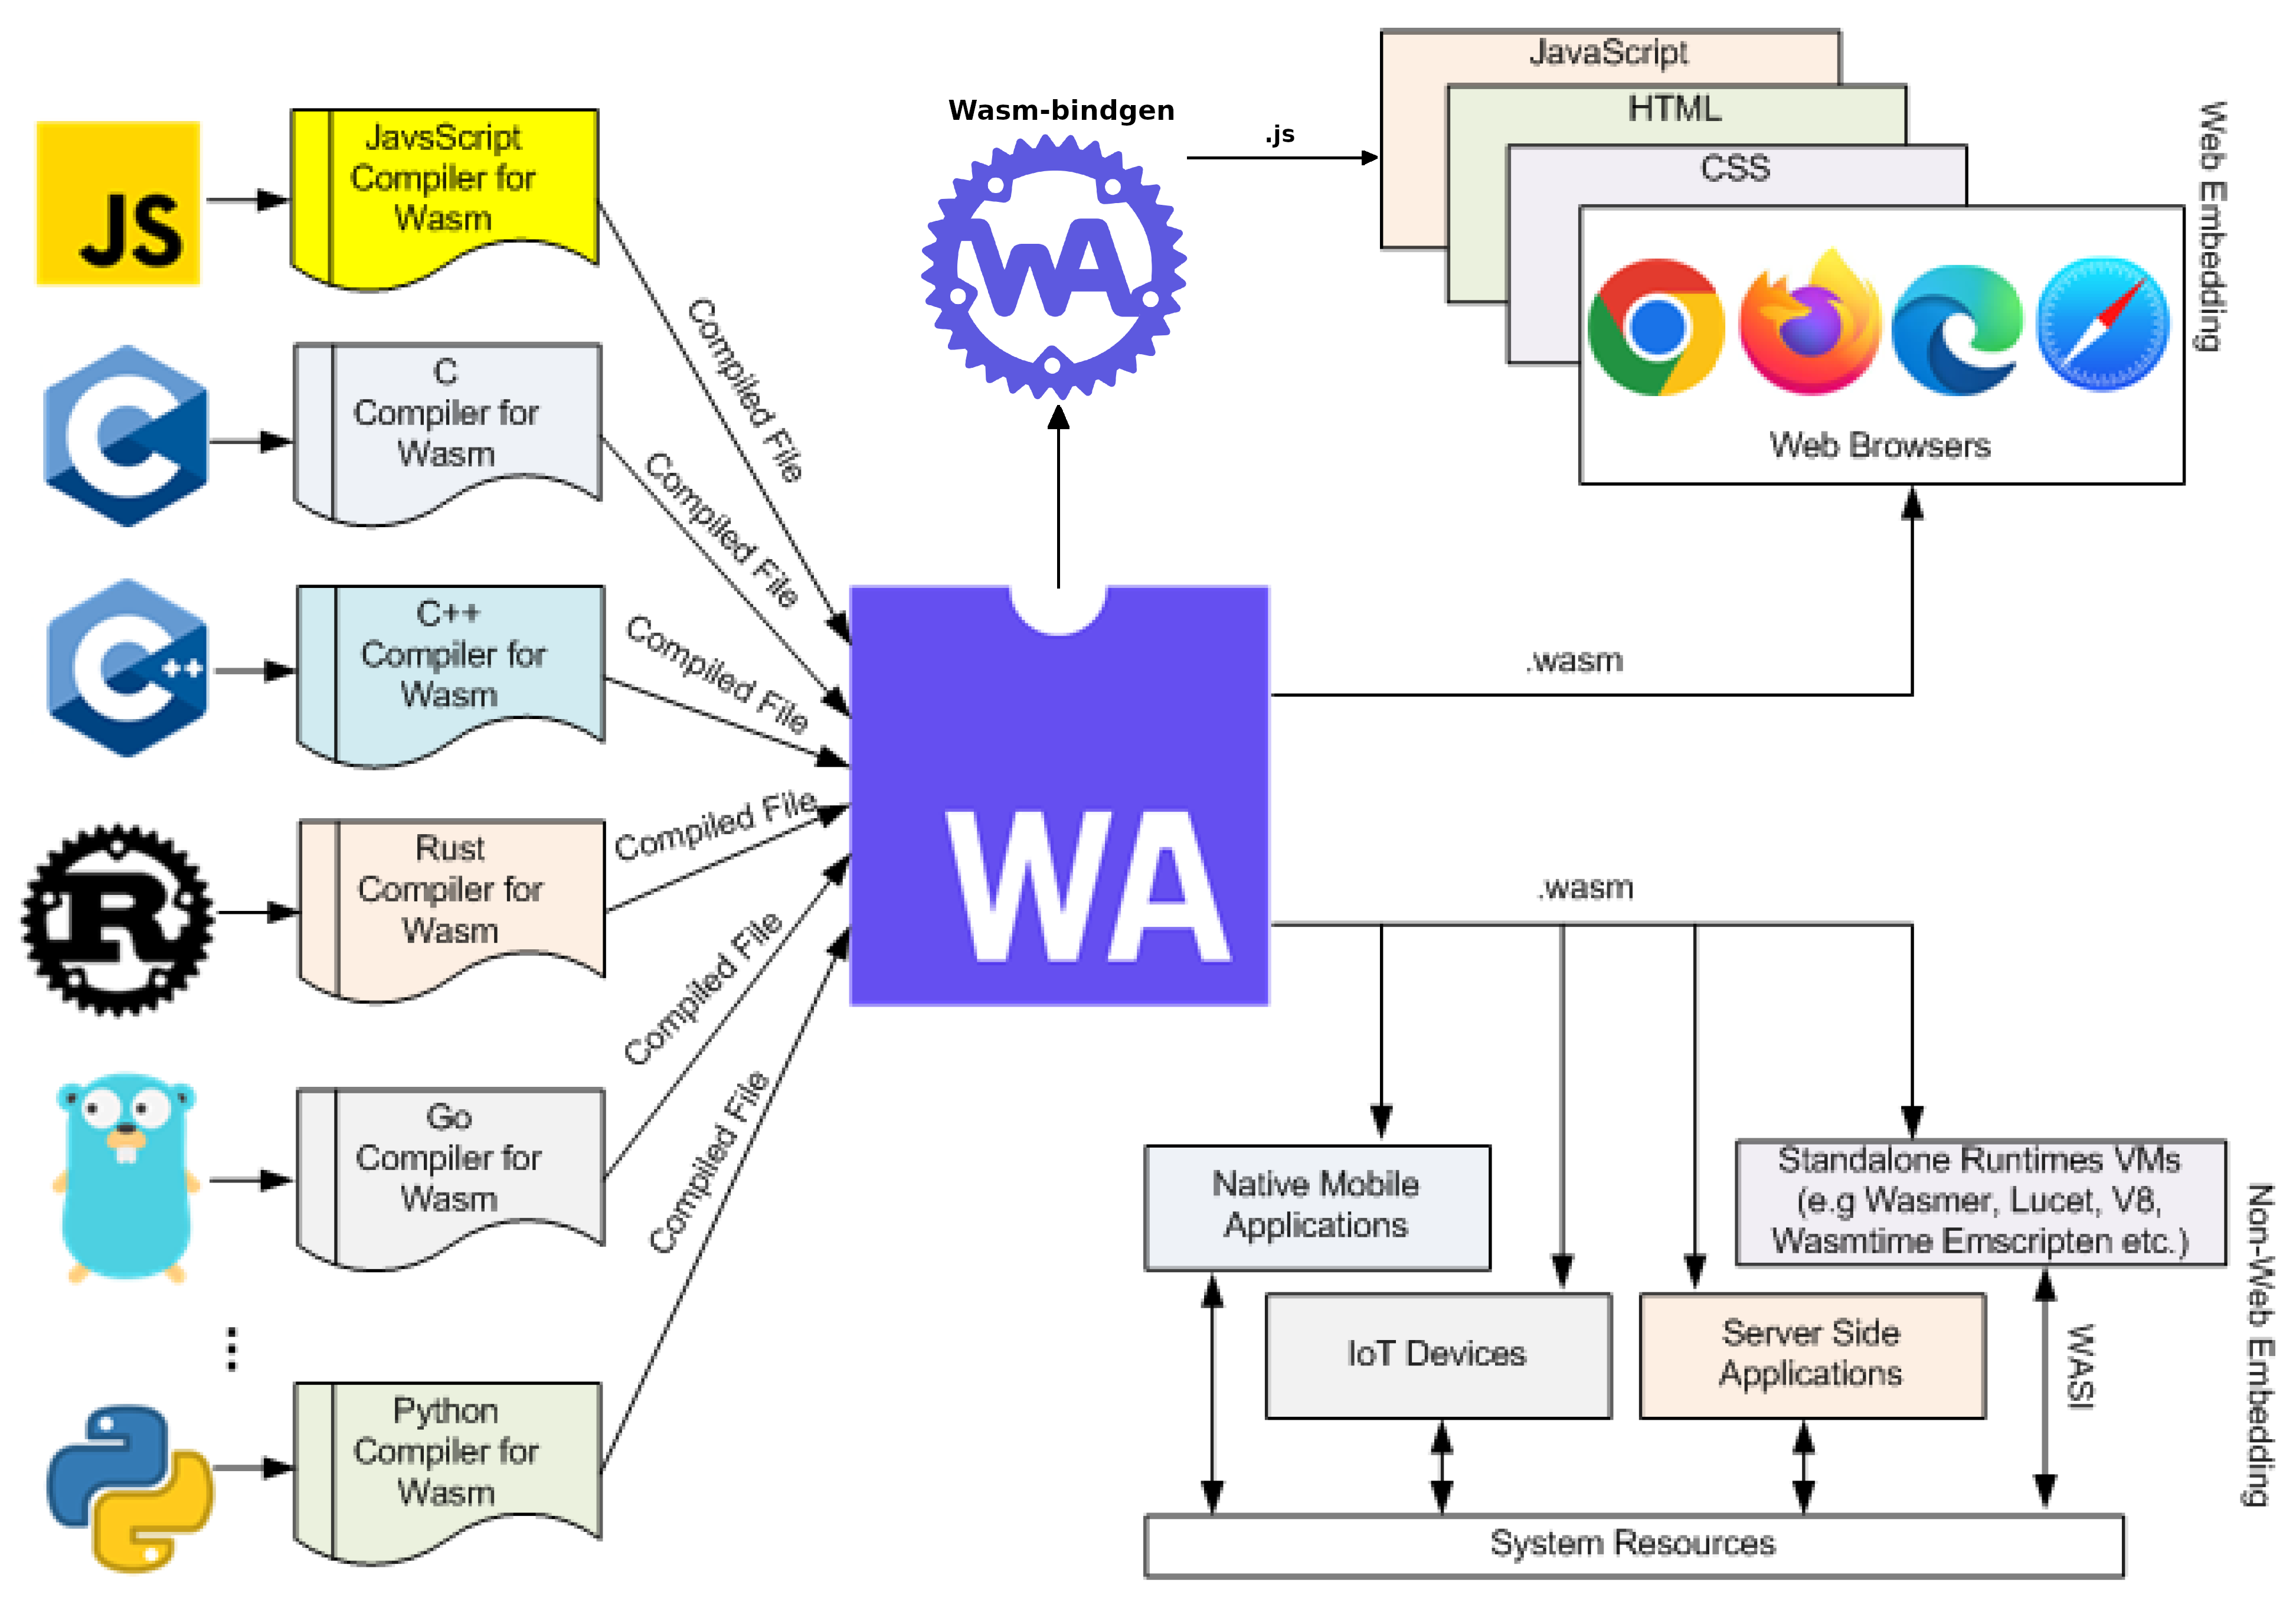 JS
JavsScript
Compiler for
Wasm
Compiled File
C
Compiler for
Wasm
Compiled File
C++
Compiler for
Wasm
Compiled File
R
Rust
Compiler for
Wasm
Compiled File
Go
Compiler for
Wasm
Compiled File
Python
Compiler for
Wasm
Compiled File
Wasm-bindgen
WA
.js
WA
JavaScript
HTML
CSS
Web Browsers
Web Embedding
.wasm
.wasm
Native Mobile
Applications
IoT Devices
Server Side
Applications
Standalone Runtimes VMs
(e.g Wasmer, Lucet, V8,
Wasmtime Emscripten etc.)
WASI
System Resources
Non-Web Embedding